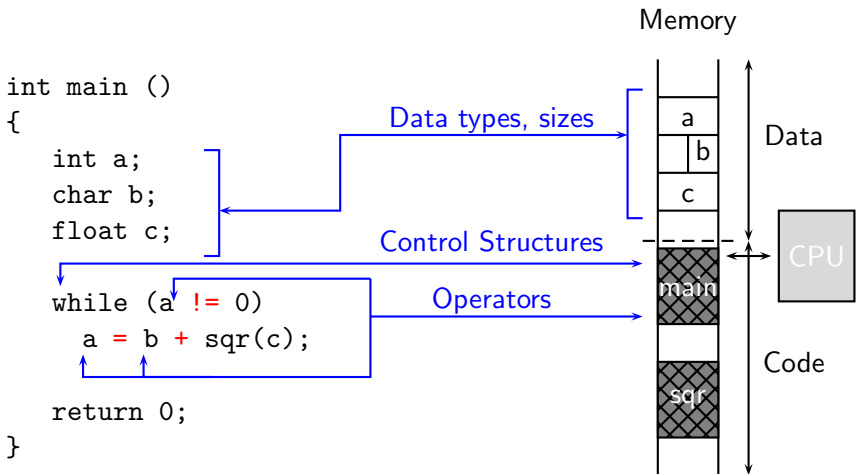 Memory
int main ()
{
int a;
char b;
float c;
while (a != 0)
a = b + sqr(c);
return 0;
}
Data types, sizes
Control Structures
Operators
a
b
c
main
sqr
Data
CPU
Code